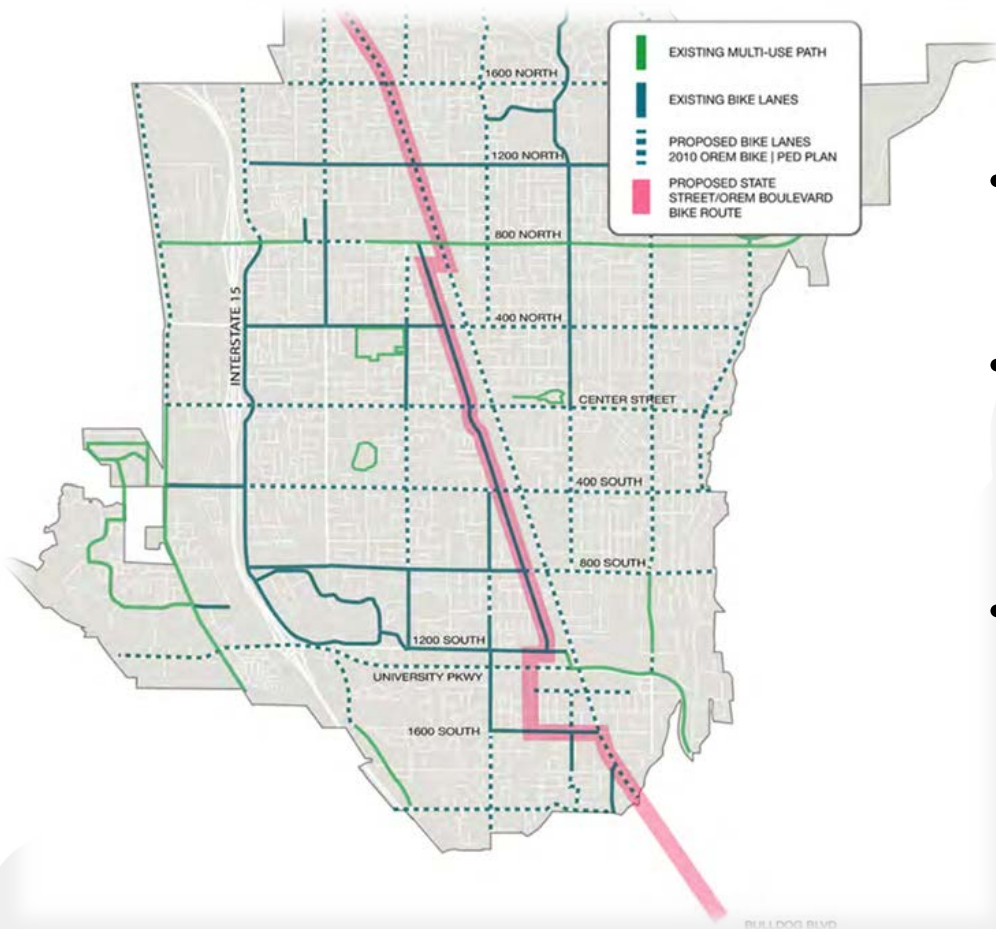 EXISTING MULTI-USE PATH
EXISTING BIKE LANES
PROPOSED BIKE LANES
2010 OREM BIKE | PED PLAN
PROPOSED STATE
STREET/OREM BOULEVARD
BIKE ROUTE
1600 NORTH
1200 NORTH
800 NORTH
INTERSTATE 15
400 NORTH
CENTER STREET
400 SOUTH
800 SOUTH
1200 SOUTH
UNIVERSITY PKWY
1600 SOUTH
BULLDOG BLVD